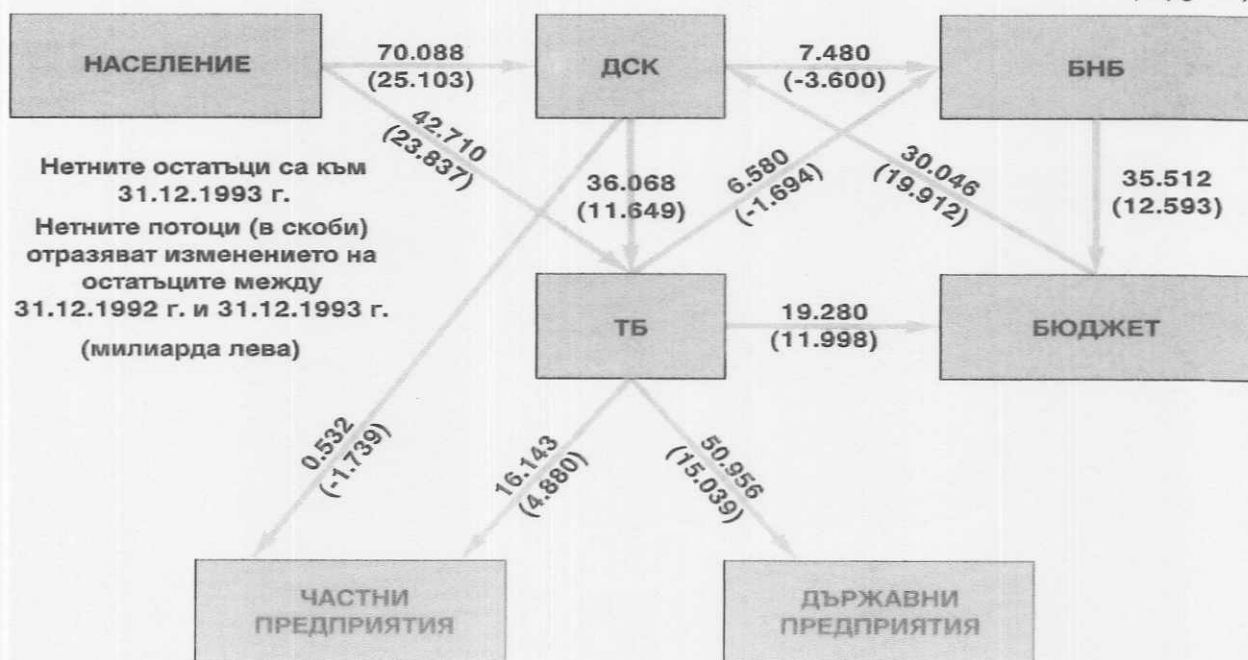 НАСЕЛЕНИЕ
70.088
(25.103)
ДСК
7.480
(-3.600)
БНБ
42.710
(23.837)
Нетните остатъци са към
31.12.1993 г.
Нетните потоци (в скоби)
отразяват изменението на
остатъците между
31.12.1992 г. и 31.12.1993 г.
(милиарда лева)
36.068
(11.649)
6.580
(-1.694)
30.046
(19.912)
35.512
(12.593)
ТБ
19.280
(11.998)
БЮДЖЕТ
0.532
(-1.739)
16.143
(4.880)
50.956
(15.039)
ЧАСТНИ
ПРЕДПРИЯТИЯ
ДЪРЖАВНИ
ПРЕДПРИЯТИЯ